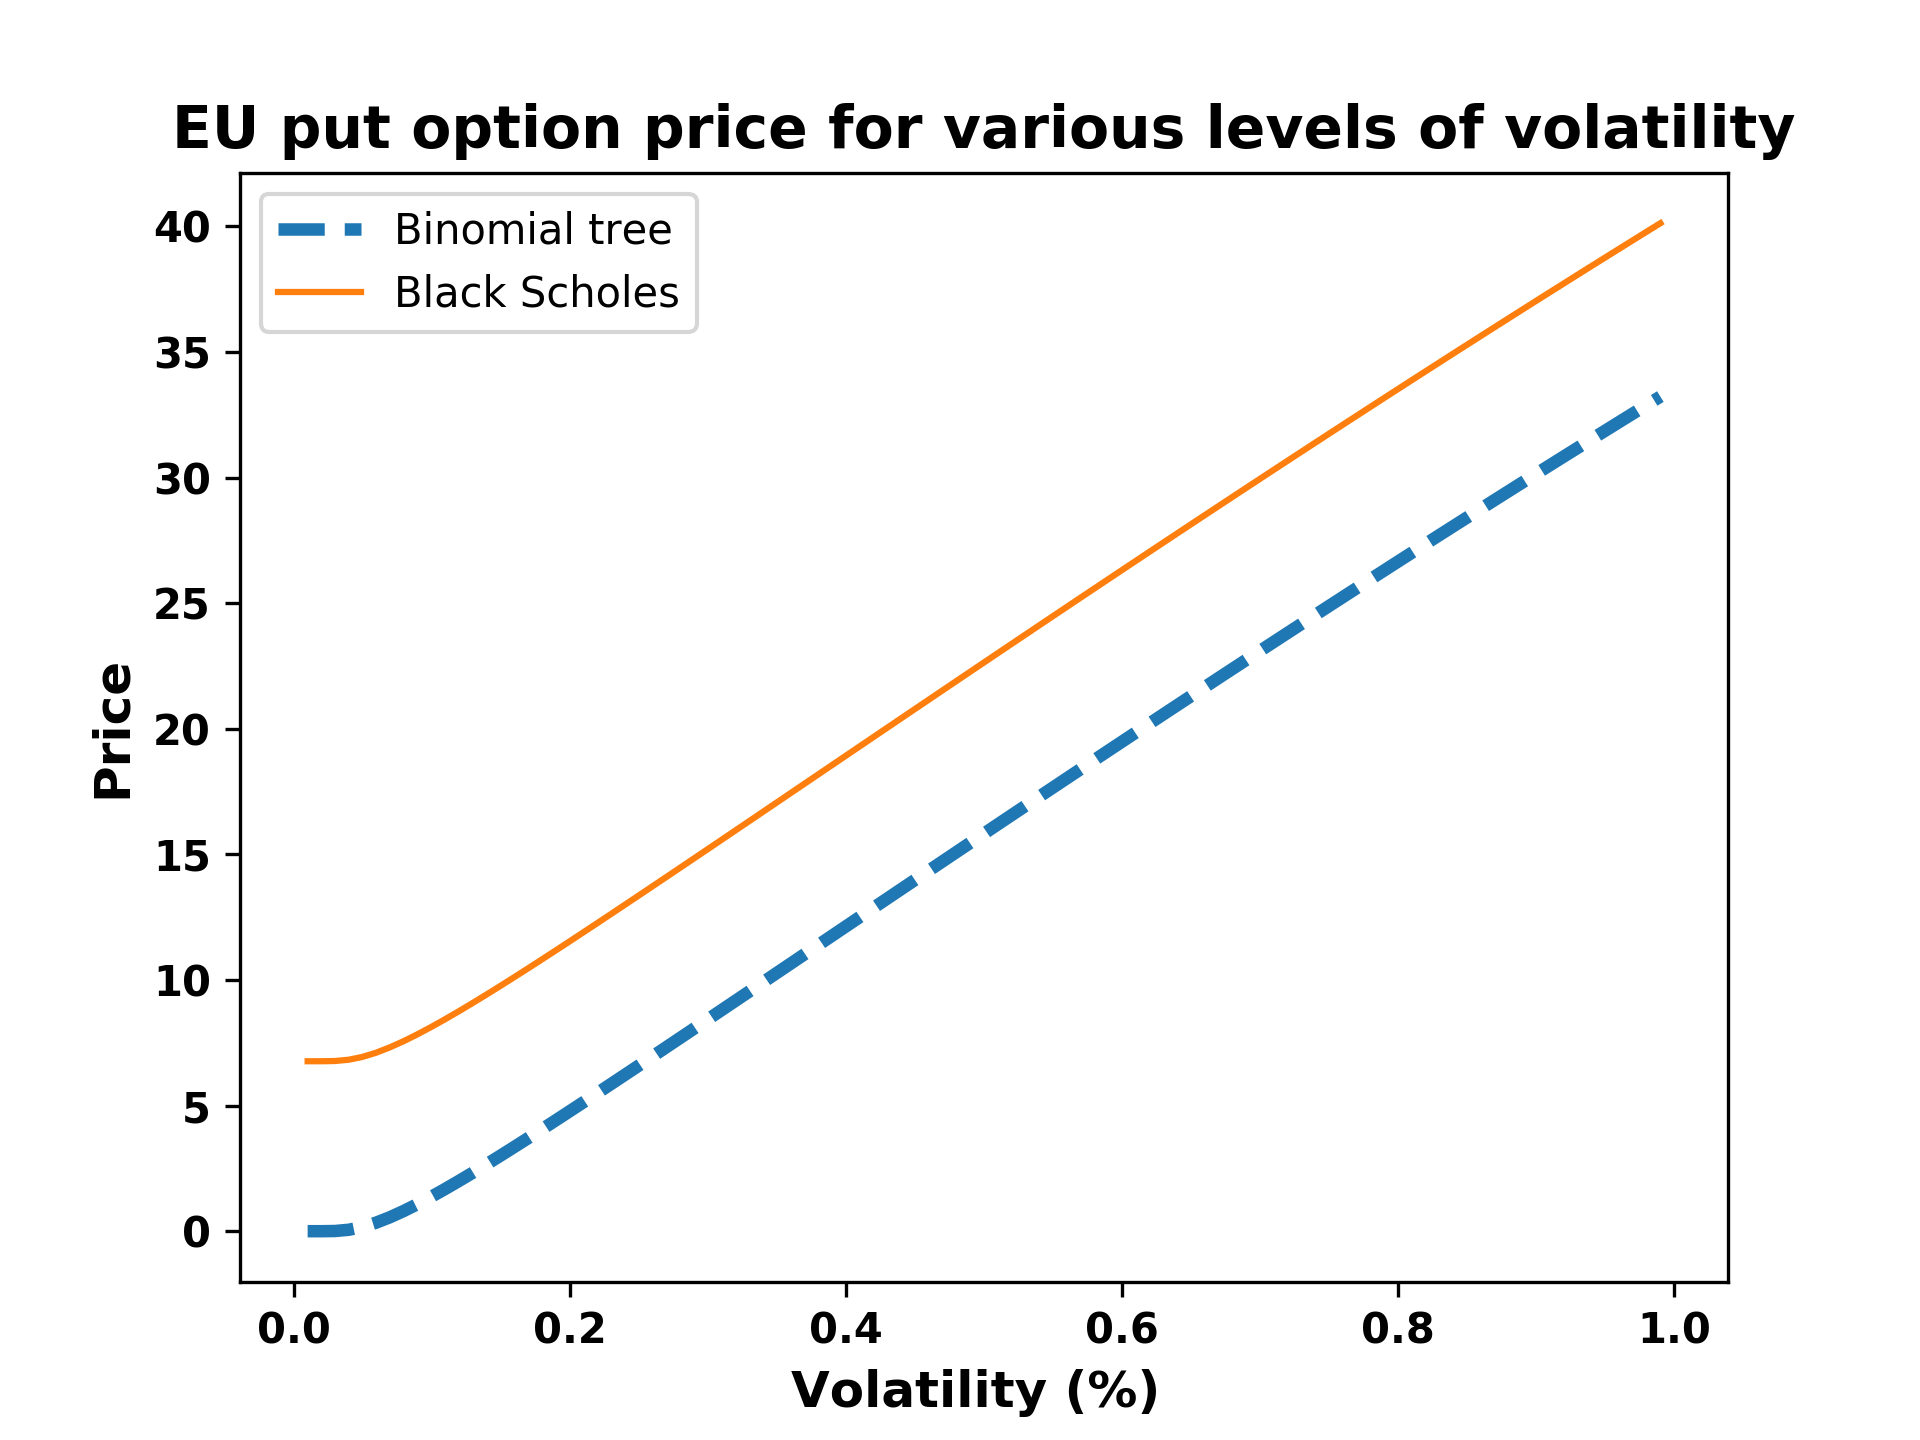 EU put option price for various levels of volatility
Binomial tree
Black Scholes
40
35
30
25
20
15
10
5
0
Price
0.0 0.2 0.4 0.6 0.8 1.0
Volatility (%)